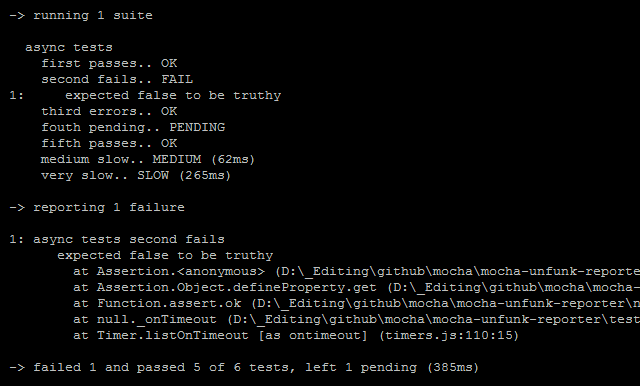 -> running 1 suite
async tests
first passes.. OK
second fails.. FAIL
1: expected false to be truthy
third errors.. OK
fouth pending.. PENDING
fifth passes.. OK
medium slow.. MEDIUM (62ms)
very slow.. SLOW (265ms)
-> reporting 1 failure
1: async tests second fails
expected false to be truthy
at Assertion.<anonymous> (D:\_Editing\github\mocha\mocha-unfunk-reporte
at Assertion.Object.defineProperty.get (D:\_Editing\github\mocha\mocha-
at Function.assert.ok (D:\_Editing\github\mocha\mocha-unfunk-reporter\n
at null._onTimeout (D:\_Editing\github\mocha\mocha-unfunk-reporter\test
at Timer.listOnTimeout [as ontimeout] (timers.js:110:15)
-> failed 1 and passed 5 of 6 tests, left 1 pending (385ms)